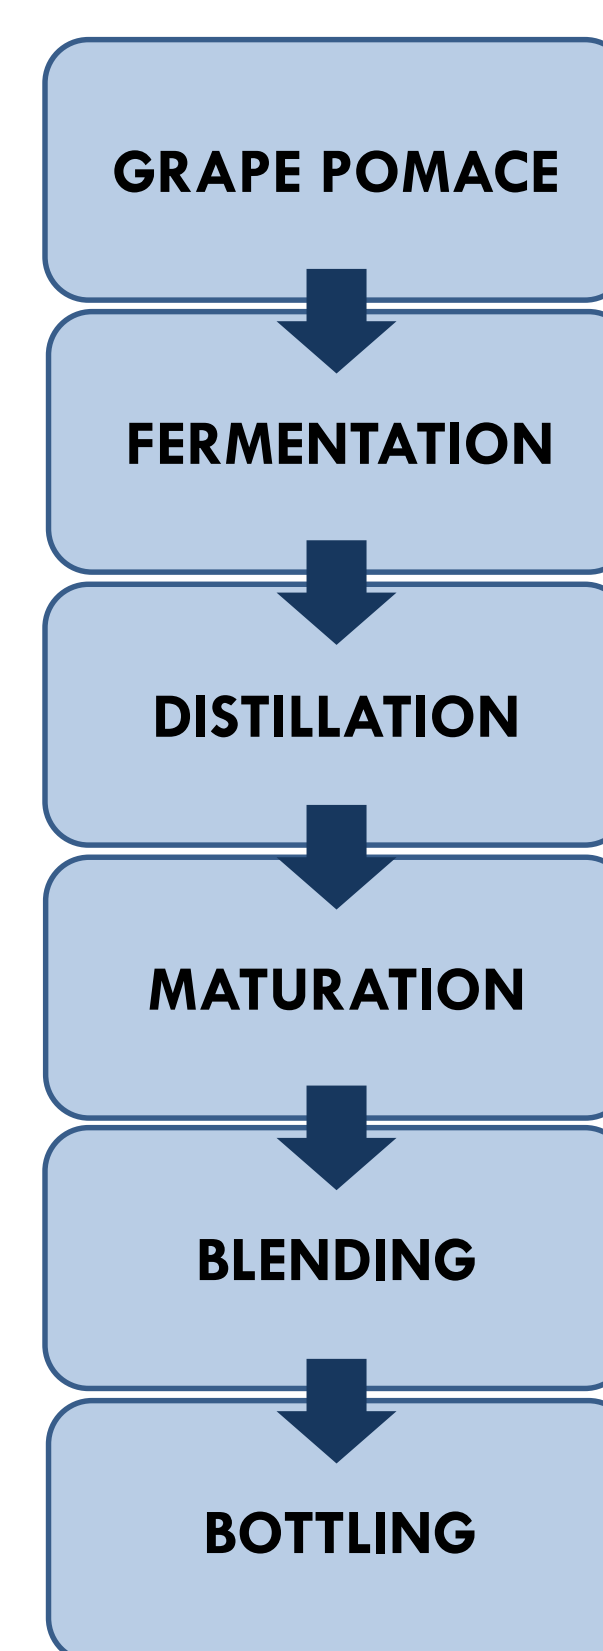 GRAPE POMACE
FERMENTATION
DISTILLATION
MATURATION
BLENDING
BOTTLING